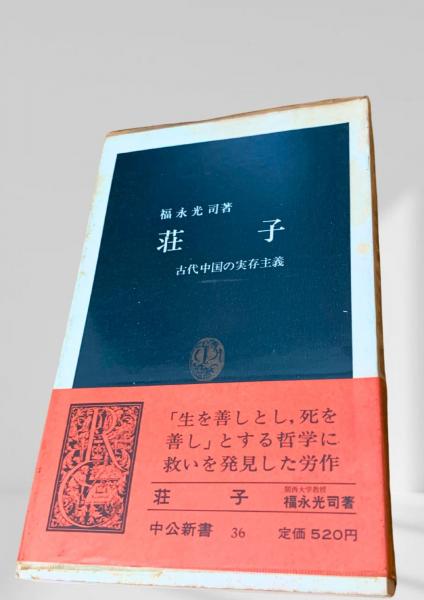 福永光司著
荘子
古代中国の実存主義
「生を善しとし,死を
善し」とする哲学に
救いを発見した労作
関西大学教授
荘子 福永光司著
中公新書 36 定価 520円